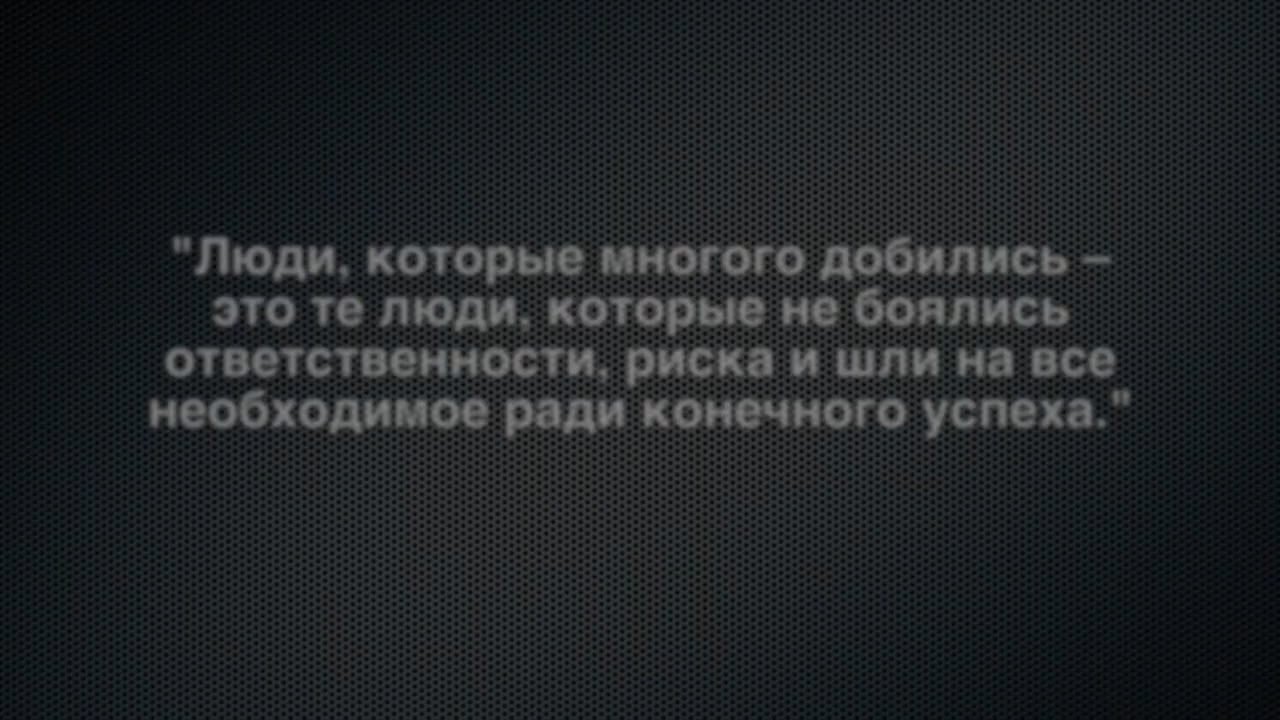 "Люди, которые многого добились –
это те люди, которые не боялись
ответственности, риска и шли на все
необходимое ради конечного успеха."